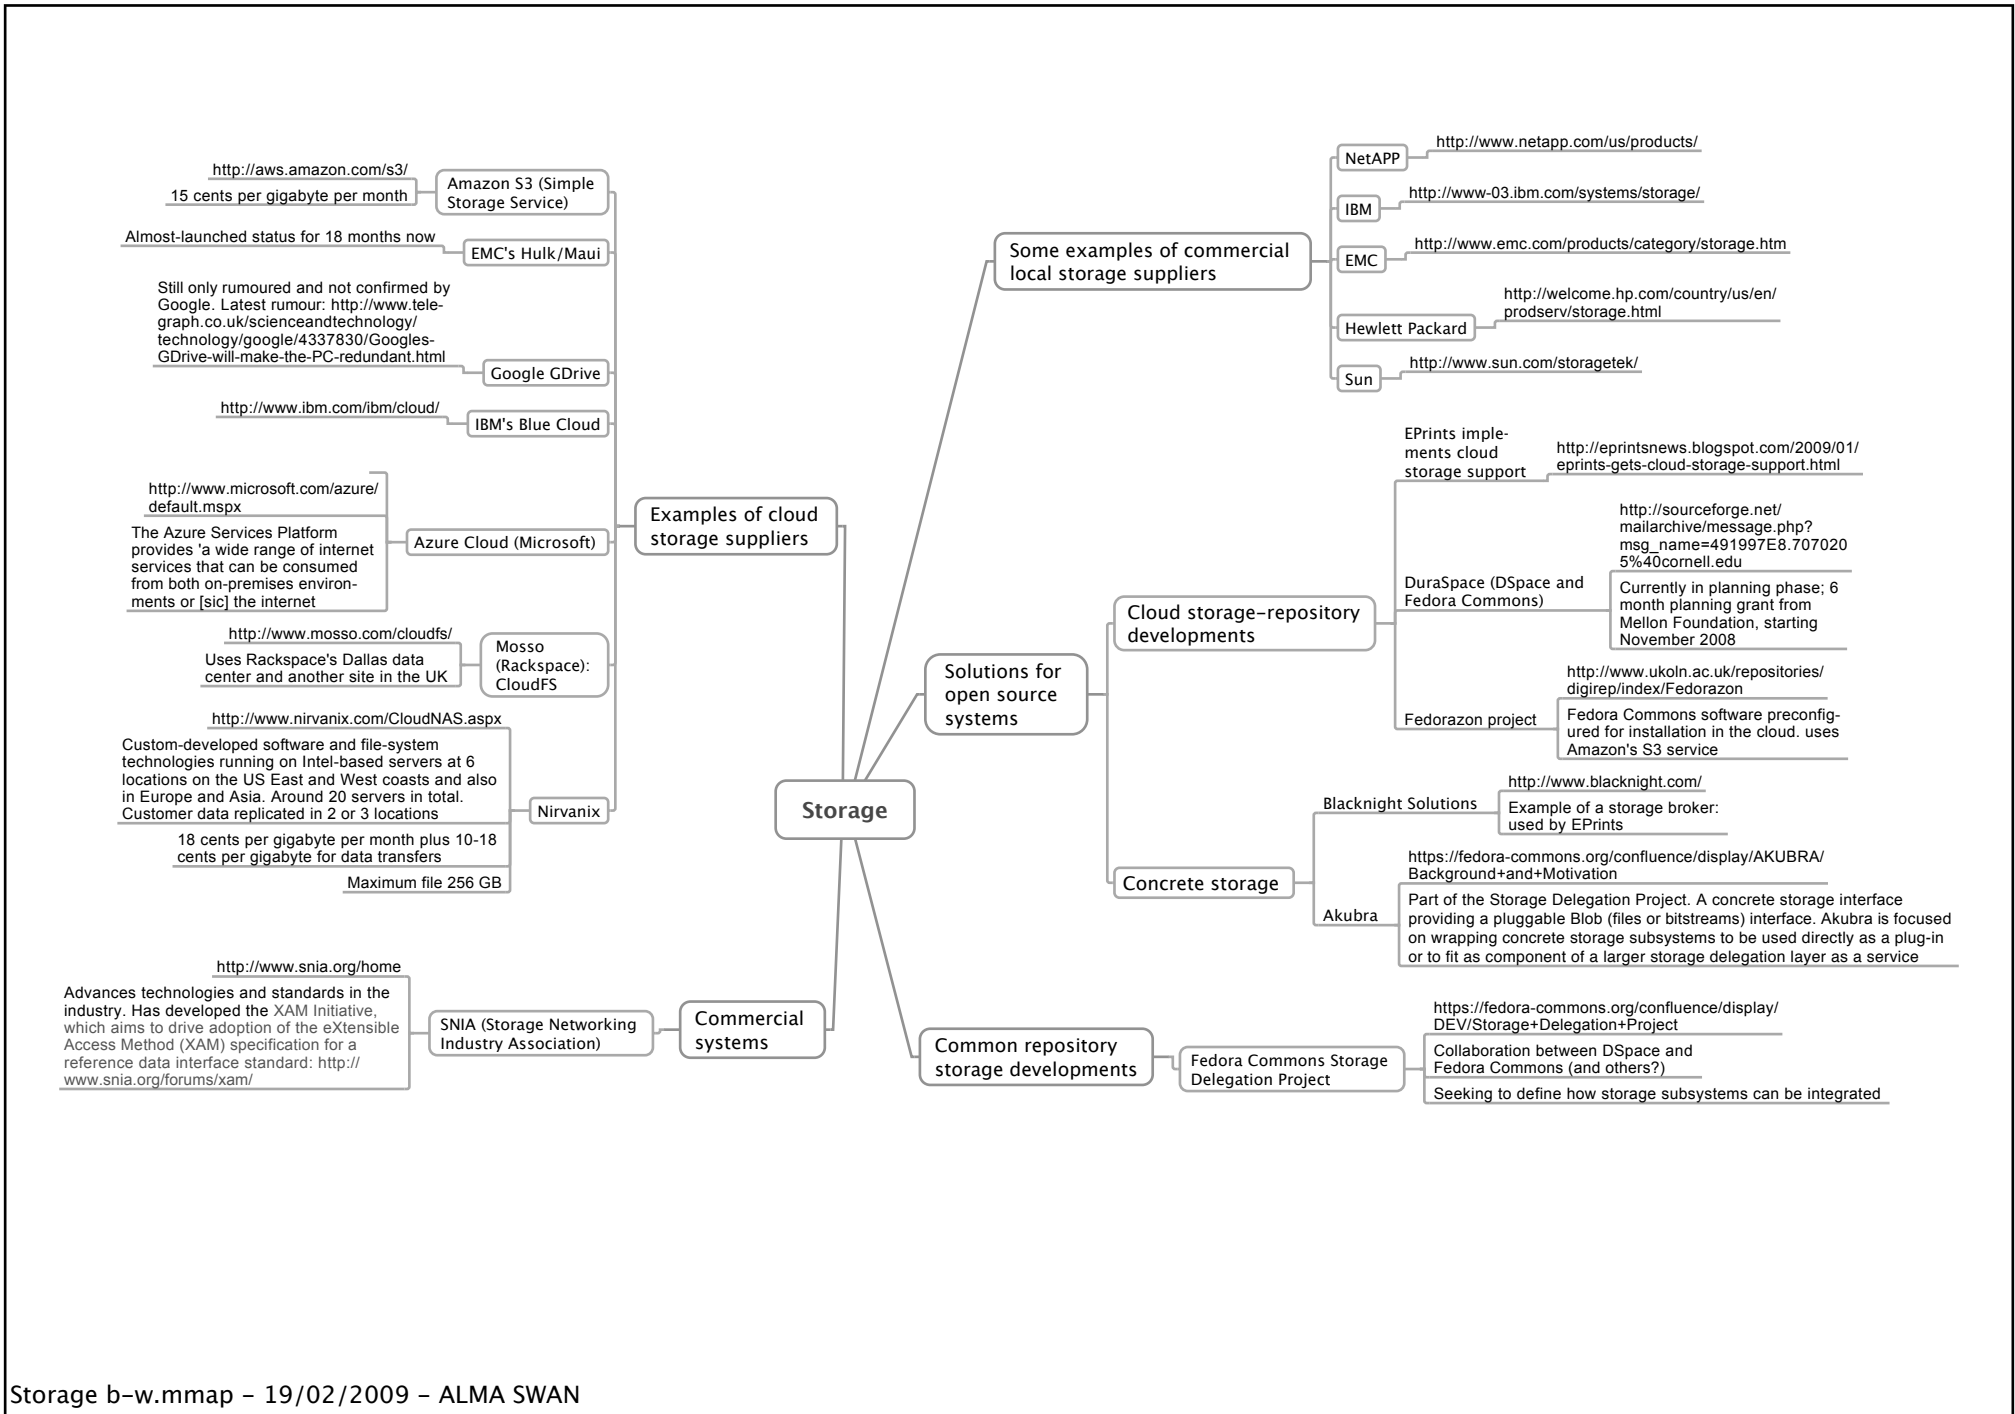 http://aws.amazon.com/s3/
15 cents per gigabyte per month
Amazon S3 (Simple
Storage Service)
Almost-launched status for 18 months now
EMC's Hulk/Maui
Still only rumoured and not confirmed by
Google. Latest rumour: http://www.tele-
graph.co.uk/scienceandtechnology/
technology/google/4337830/Googles-
GDrive-will-make-the-PC-redundant.html
Google GDrive
http://www.ibm.com/ibm/cloud/
IBM's Blue Cloud
http://www.microsoft.com/azure/
default.mspx
The Azure Services Platform
provides 'a wide range of internet
services that can be consumed
from both on-premises environ-
ments or [sic] the internet
Azure Cloud (Microsoft)
http://www.mosso.com/cloudfs/
Uses Rackspace's Dallas data
center and another site in the UK
Mosso
(Rackspace):
CloudFS
http://www.nirvanix.com/CloudNAS.aspx
Custom-developed software and file-system
technologies running on Intel-based servers at 6
locations on the US East and West coasts and also
in Europe and Asia. Around 20 servers in total.
Customer data replicated in 2 or 3 locations
18 cents per gigabyte per month plus 10-18
cents per gigabyte for data transfers
Maximum file 256 GB
Nirvanix
Examples of cloud
storage suppliers
http://www.snia.org/home
Advances technologies and standards in the
industry. Has developed the XAM Initiative,
which aims to drive adoption of the eXtensible
Access Method (XAM) specification for a
reference data interface standard: http://
www.snia.org/forums/xam/
SNIA (Storage Networking
Industry Association)
Commercial
systems
Storage
Some examples of commercial
local storage suppliers
NetAPP
http://www.netapp.com/us/products/
IBM
http://www-03.ibm.com/systems/storage/
EMC
http://www.emc.com/products/category/storage.htm
Hewlett Packard
http://welcome.hp.com/country/us/en/
prodserv/storage.html
Sun
http://www.sun.com/storagetek/
Solutions for
open source
systems
Cloud storage-repository
developments
EPrints imple-
ments cloud
storage support
http://eprintsnews.blogspot.com/2009/01/
eprints-gets-cloud-storage-support.html
DuraSpace (DSpace and
Fedora Commons)
http://sourceforge.net/
mailarchive/message.php?
msg_name=491997E8.707020
5%40cornell.edu
Currently in planning phase; 6
month planning grant from
Mellon Foundation, starting
November 2008
Fedorazon project
http://www.ukoln.ac.uk/repositories/
digirep/index/Fedorazon
Fedora Commons software preconfig-
ured for installation in the cloud. uses
Amazon's S3 service
Concrete storage
Blacknight Solutions
http://www.blacknight.com/
Example of a storage broker:
used by EPrints
Akubra
https://fedora-commons.org/confluence/display/AKUBRA/
Background+and+Motivation
Part of the Storage Delegation Project. A concrete storage interface
providing a pluggable Blob (files or bitstreams) interface. Akubra is focused
on wrapping concrete storage subsystems to be used directly as a plug-in
or to fit as component of a larger storage delegation layer as a service
Common repository
storage developments
Fedora Commons Storage
Delegation Project
https://fedora-commons.org/confluence/display/
DEV/Storage+Delegation+Project
Collaboration between DSpace and
Fedora Commons (and others?)
Seeking to define how storage subsystems can be integrated
Storage b-w.mmap - 19/02/2009 - ALMA SWAN